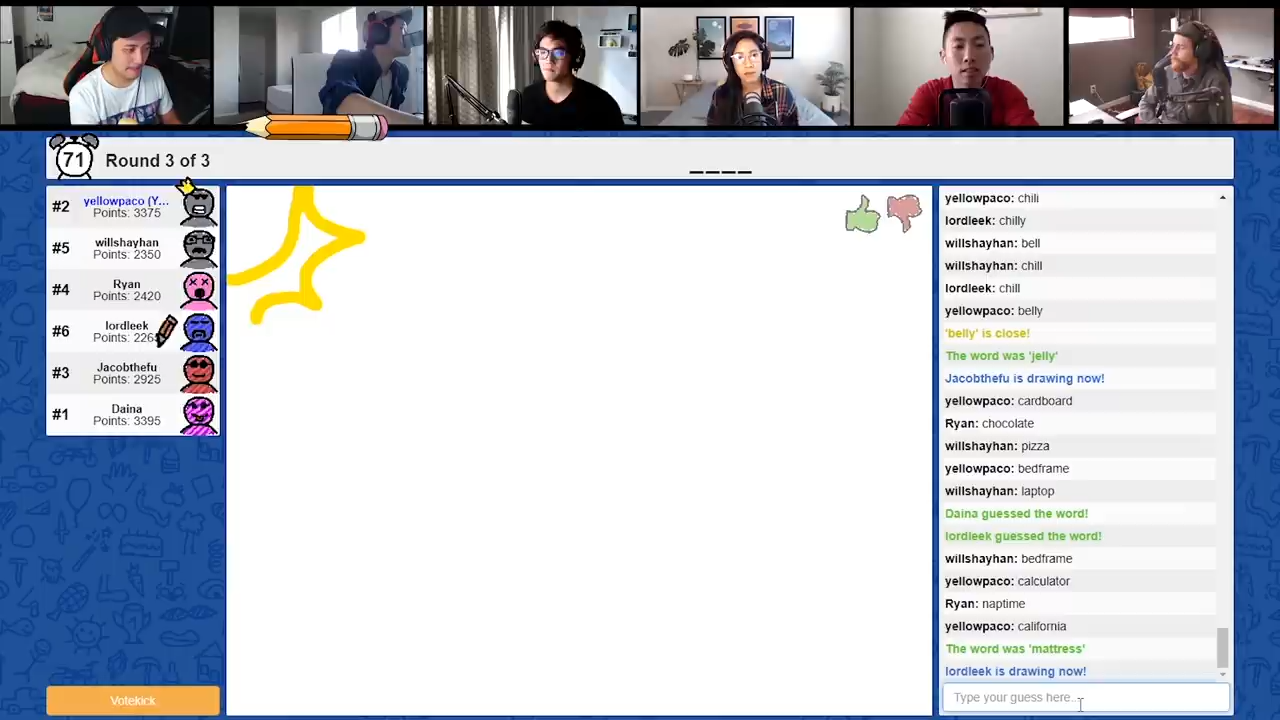 71
Round 3 of 3
____
#2
yellowpaco (Y...
Points: 3375
#5
willshayhan
Points: 2350
#4
Ryan
Points: 2420
#6
lordleek
Points: 226
#3
Jacobthefu
Points: 2925
#1
Daina
Points: 3395
Votekick
yellowpaco: chili
lordleek: chilly
willshayhan: bell
willshayhan: chill
lordleek: chill
yellowpaco: belly
'belly' is close!
The word was 'jelly'
Jacobthefu is drawing now!
yellowpaco: cardboard
Ryan: chocolate
willshayhan: pizza
yellowpaco: bedframe
willshayhan: laptop
Daina guessed the word!
lordleek guessed the word!
willshayhan: bedframe
yellowpaco: calculator
Ryan: naptime
yellowpaco: california
The word was 'mattress'
lordleek is drawing now!
Type your guess here...